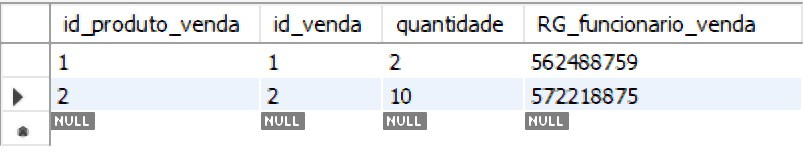 id_produto_venda id_venda quantidade RG_funcionario_venda
1 1 2 562488759
2 2 10 572218875
NULL NULL NULL NULL